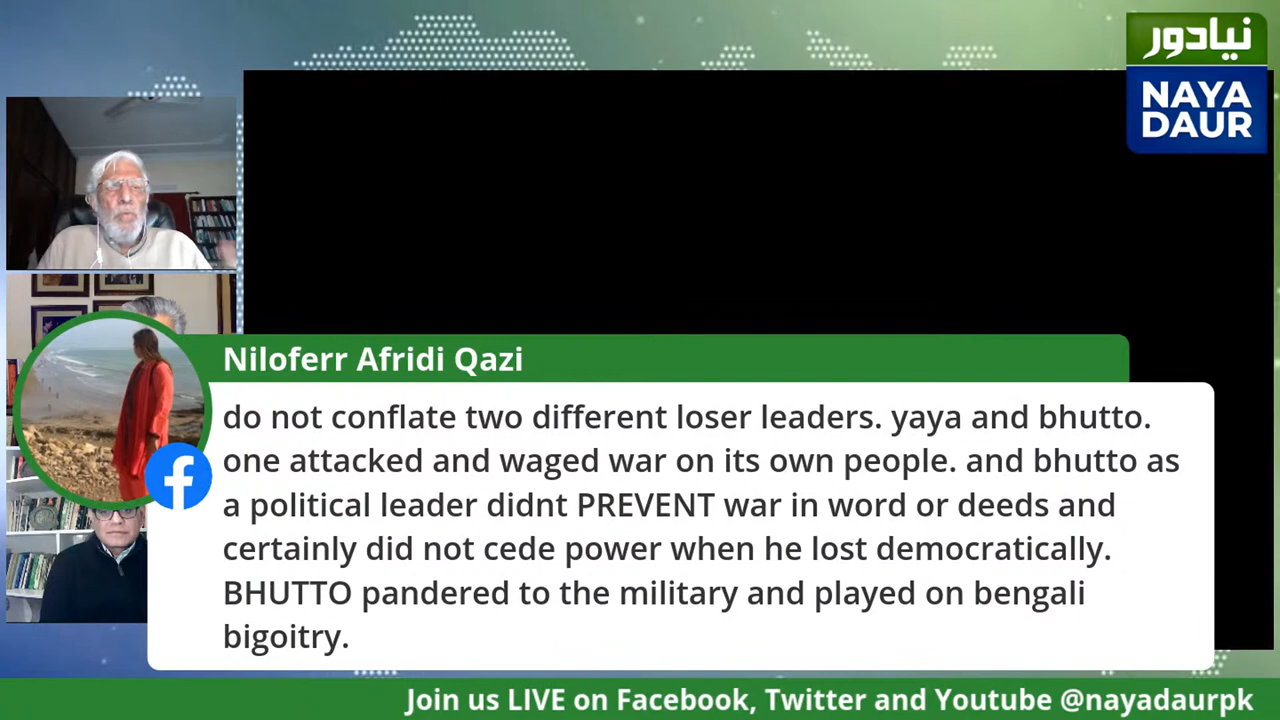 نیادور
NAYA
DAUR
Niloferr Afridi Qazi
do not conflate two different loser leaders. yaya and bhutto.
one attacked and waged war on its own people. and bhutto as
a political leader didnt PREVENT war in word or deeds and
certainly did not cede power when he lost democratically.
BHUTTO pandered to the military and played on bengali
bigoitry.
Join us LIVE on Facebook, Twitter and Youtube @nayadaurpk